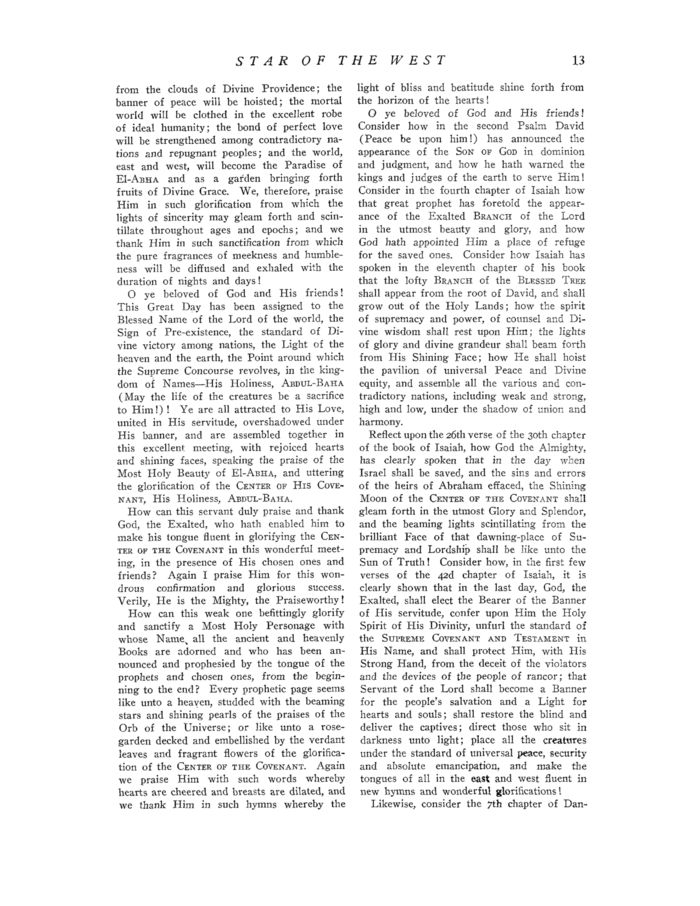 STAR OF THE WEST 13
from the clouds of Divine Providence; the
banner of peace will be hoisted; the mortal
world will be clothed in the excellent robe
of ideal humanity; the bond of perfect love
will be strengthened among contradictory na-
tions and repugnant peoples; and the world,
east and west, will become the Paradise of
El-ABHA and as a garden bringing forth
fruits of Divine Grace. We, therefore, praise
Him in such glorification from which the
lights of sincerity may gleam forth and scin-
tillate throughout ages and epochs; and we
thank Him in such sanctification from which
the pure fragrances of meekness and humble-
ness will be diffused and exhaled with the
duration of nights and days!
O ye beloved of God and His friends!
This Great Day has been assigned to the
Blessed Name of the Lord of the world, the
Sign of Pre-existence, the standard of Di-
vine victory among nations, the Light of the
heaven and the earth, the Point around which
the Supreme Concourse revolves, in the king-
dom of Names—His Holiness, ABDUL-BAHA
(May the life of the creatures be a sacrifice
to Him!)! Ye are all attracted to His Love,
united in His servitude, overshadowed under
His banner, and are assembled together in
this excellent meeting, with rejoiced hearts
and shining faces, speaking the praise of the
Most Holy Beauty of El-ABHA, and uttering
the glorification of the CENTER OF HIS COVE-
NANT, His Holiness, ABDUL-BAHA.
How can this servant duly praise and thank
God, the Exalted, who hath enabled him to
make his tongue fluent in glorifying the CEN-
TER OF THE COVENANT in this wonderful meet-
ing, in the presence of His chosen ones and
friends? Again I praise Him for this won-
drous confirmation and glorious success.
Verily, He is the Mighty, the Praiseworthy!
How can this weak one befittingly glorify
and sanctify a Most Holy Personage with
whose Name, all the ancient and heavenly
Books are adorned and who has been an-
nounced and prophesied by the tongue of the
prophets and chosen ones, from the begin-
ning to the end? Every prophetic page seems
like unto a heaven, studded with the beaming
stars and shining pearls of the praises of the
Orb of the Universe; or like unto a rose-
garden decked and embellished by the verdant
leaves and fragrant flowers of the glorifica-
tion of the CENTER OF THE COVENANT. Again
we praise Him with such words whereby
hearts are cheered and breasts are dilated, and
we thank Him in such hymns whereby the
light of bliss and beatitude shine forth from
the horizon of the hearts!
O ye beloved of God and His friends!
Consider how in the second Psalm David
(Peace be upon him!) has announced the
appearance of the SON OF GOD in dominion
and judgment, and how he hath warned the
kings and judges of the earth to serve Him!
Consider in the fourth chapter of Isaiah how
that great prophet has foretold the appear-
ance of the Exalted BRANCH of the Lord
in the utmost beauty and glory, and how
God hath appointed Him a place of refuge
for the saved ones. Consider how Isaiah has
spoken in the eleventh chapter of his book
that the lofty BRANCH of the BLESSED TREE
shall appear from the root of David, and shall
grow out of the Holy Lands; how the spirit
of supremacy and power, of counsel and Di-
vine wisdom shall rest upon Him; the lights
of glory and divine grandeur shall beam forth
from His Shining Face; how He shall hoist
the pavilion of universal Peace and Divine
equity, and assemble all the various and con-
tradictory nations, including weak and strong,
high and low, under the shadow of union and
harmony.
Reflect upon the 26th verse of the 30th chapter
of the book of Isaiah, how God the Almighty,
has clearly spoken that in the day when
Israel shall be saved, and the sins and errors
of the heirs of Abraham effaced, the Shining
Moon of the CENTER OF THE COVENANT shall
gleam forth in the utmost Glory and Splendor,
and the beaming lights scintillating from the
brilliant Face of that dawning-place of Su-
premacy and Lordship shall be like unto the
Sun of Truth! Consider how, in the first few
verses of the 42d chapter of Isaiah, it is
clearly shown that in the last day, God, the
Exalted, shall elect the Bearer of the Banner
of His servitude, confer upon Him the Holy
Spirit of His Divinity, unfurl the standard of
the SUPREME COVENANT AND TESTAMENT in
His Name, and shall protect Him, with His
Strong Hand, from the deceit of the violators
and the devices of the people of rancor; that
Servant of the Lord shall become a Banner
for the people's salvation and a Light for
hearts and souls; shall restore the blind and
deliver the captives; direct those who sit in
darkness unto light; place all the creatures
under the standard of universal peace, security
and absolute emancipation, and make the
tongues of all in the east and west fluent in
new hymns and wonderful glorifications!
Likewise, consider the 7th chapter of Dan-